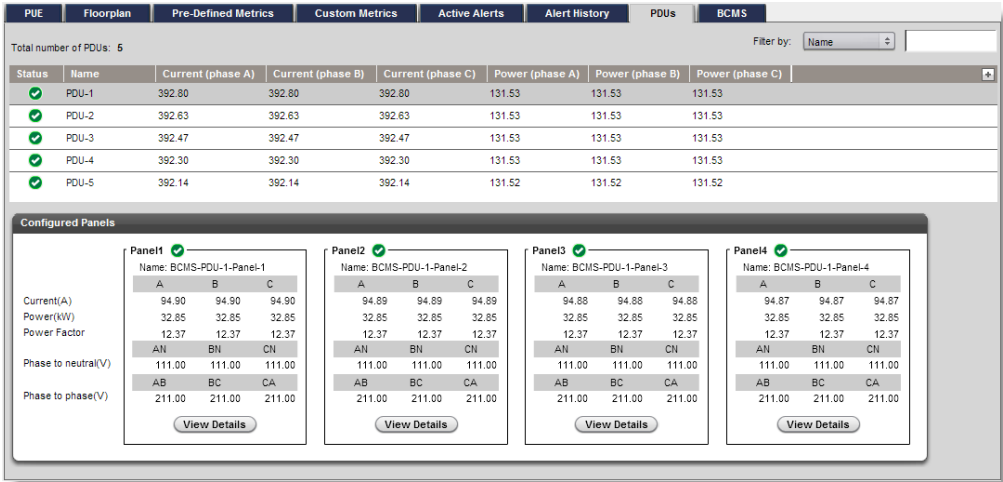 PUE Floorplan Pre-Defined Metrics Custom Metrics Active Alerts Alert History PDUs BCMS
Total number of PDUs: 5 Filter by: Name
Status Name Current (phase A) Current (phase B) Current (phase C) Power (phase A) Power (phase B) Power (phase C)
PDU-1 392.80 392.80 392.80 131.53 131.53 131.53
PDU-2 392.63 392.63 392.63 131.53 131.53 131.53
PDU-3 392.47 392.47 392.47 131.53 131.53 131.53
PDU-4 392.30 392.30 392.30 131.53 131.53 131.53
PDU-5 392.14 392.14 392.14 131.52 131.52 131.52
Configured Panels
Panel1 Panel2 Panel3 Panel4
Name: BCMS-PDU-1-Panel-1 Name: BCMS-PDU-1-Panel-2 Name: BCMS-PDU-1-Panel-3 Name: BCMS-PDU-1-Panel-4
A B C A B C A B C A B C
Current(A) 94.90 94.90 94.90 94.89 94.89 94.89 94.88 94.88 94.88 94.87 94.87 94.87
Power(kW) 32.85 32.85 32.85 32.85 32.85 32.85 32.85 32.85 32.85 32.85 32.85 32.85
Power Factor 12.37 12.37 12.37 12.37 12.37 12.37 12.37 12.37 12.37 12.37 12.37 12.37
AN BN CN AN BN CN AN BN CN AN BN CN
Phase to neutral(V) 111.00 111.00 111.00 111.00 111.00 111.00 111.00 111.00 111.00 111.00 111.00 111.00
AB BC CA AB BC CA AB BC CA AB BC CA
Phase to phase(V) 211.00 211.00 211.00 211.00 211.00 211.00 211.00 211.00 211.00 211.00 211.00 211.00
View Details View Details View Details View Details